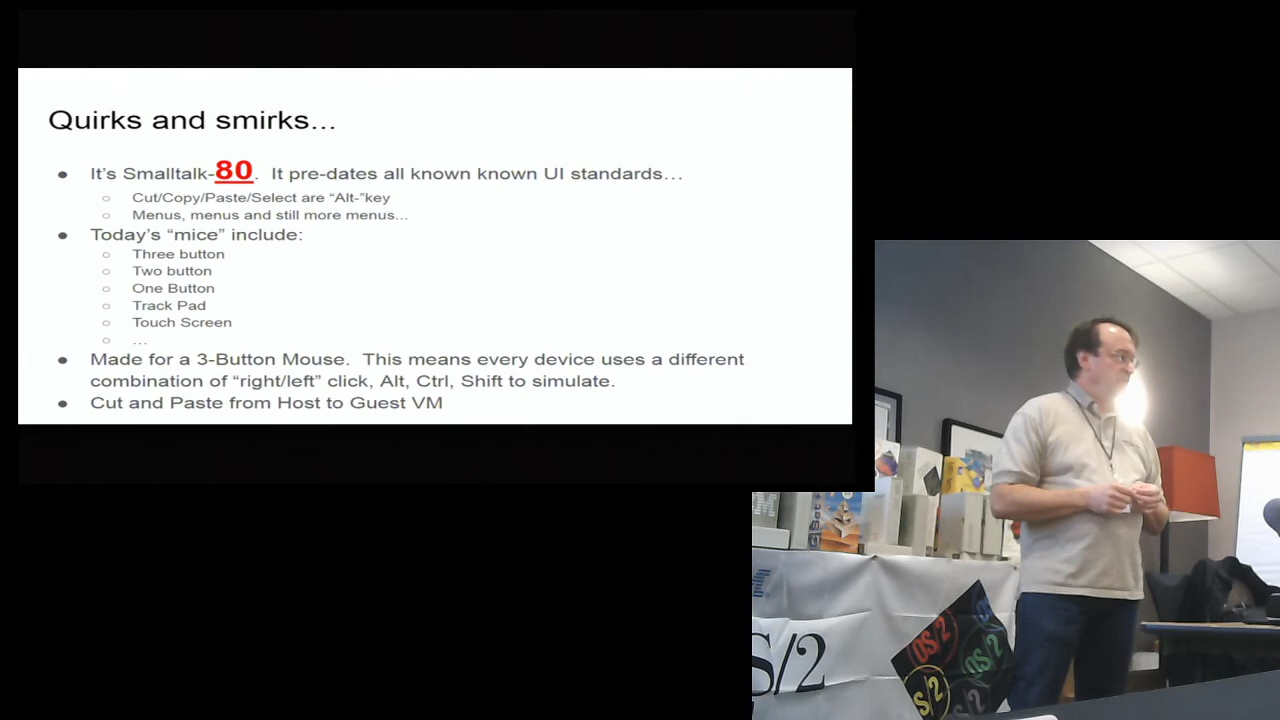 Quirks and smirks...
● It's Smalltalk-80. It pre-dates all known known UI standards…
○ Cut/Copy/Paste/Select are “Alt-”key
○ Menus, menus and still more menus...
● Today's “mice” include:
○ Three button
○ Two button
○ One Button
○ Track Pad
○ Touch Screen
○ …
● Made for a 3-Button Mouse. This means every device uses a different
combination of “right/left” click, Alt, Ctrl, Shift to simulate.
● Cut and Paste from Host to Guest VM
S/2
OS/2
OS/2
S/2